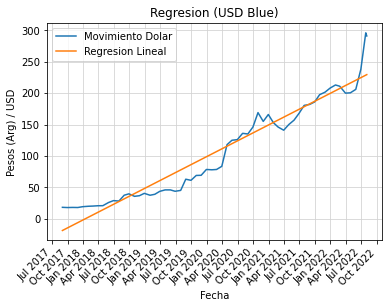 Regresion (USD Blue)
Movimiento Dolar
Regresion Lineal
Pesos (Arg) / USD
300
250
200
150
100
50
0
Jul 2017
Oct 2017
Jan 2018
Apr 2018
Jul 2018
Oct 2018
Jan 2019
Apr 2019
Jul 2019
Oct 2019
Jan 2020
Apr 2020
Jul 2020
Oct 2020
Jan 2021
Apr 2021
Jul 2021
Oct 2021
Jan 2022
Apr 2022
Jul 2022
Oct 2022
Fecha